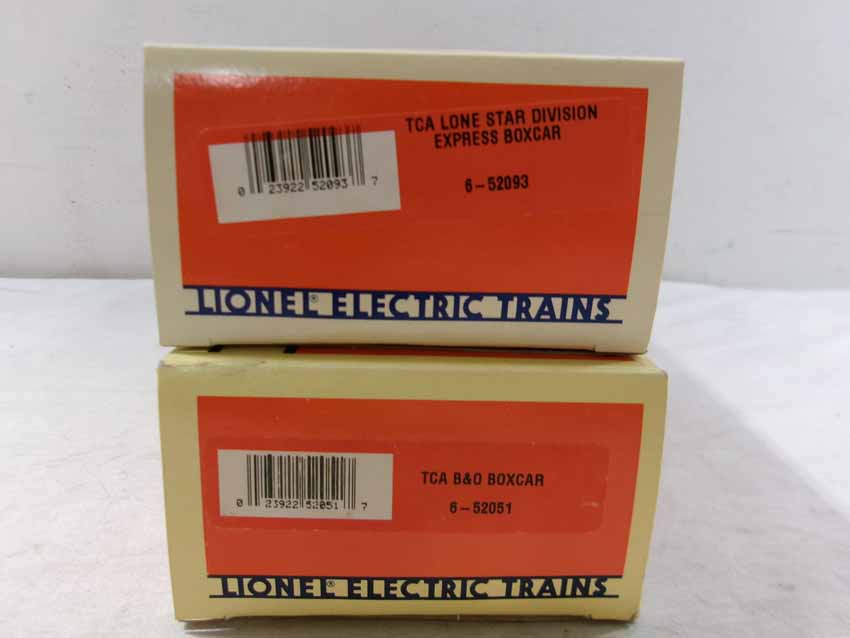 TCA LONE STAR DIVISION
EXPRESS BOXCAR
6-52093
0 23922 52093 7
LIONEL® ELECTRIC TRAINS
TCA B&O BOXCAR
6-52051
0 23922 52051 7
LIONEL® ELECTRIC TRAINS